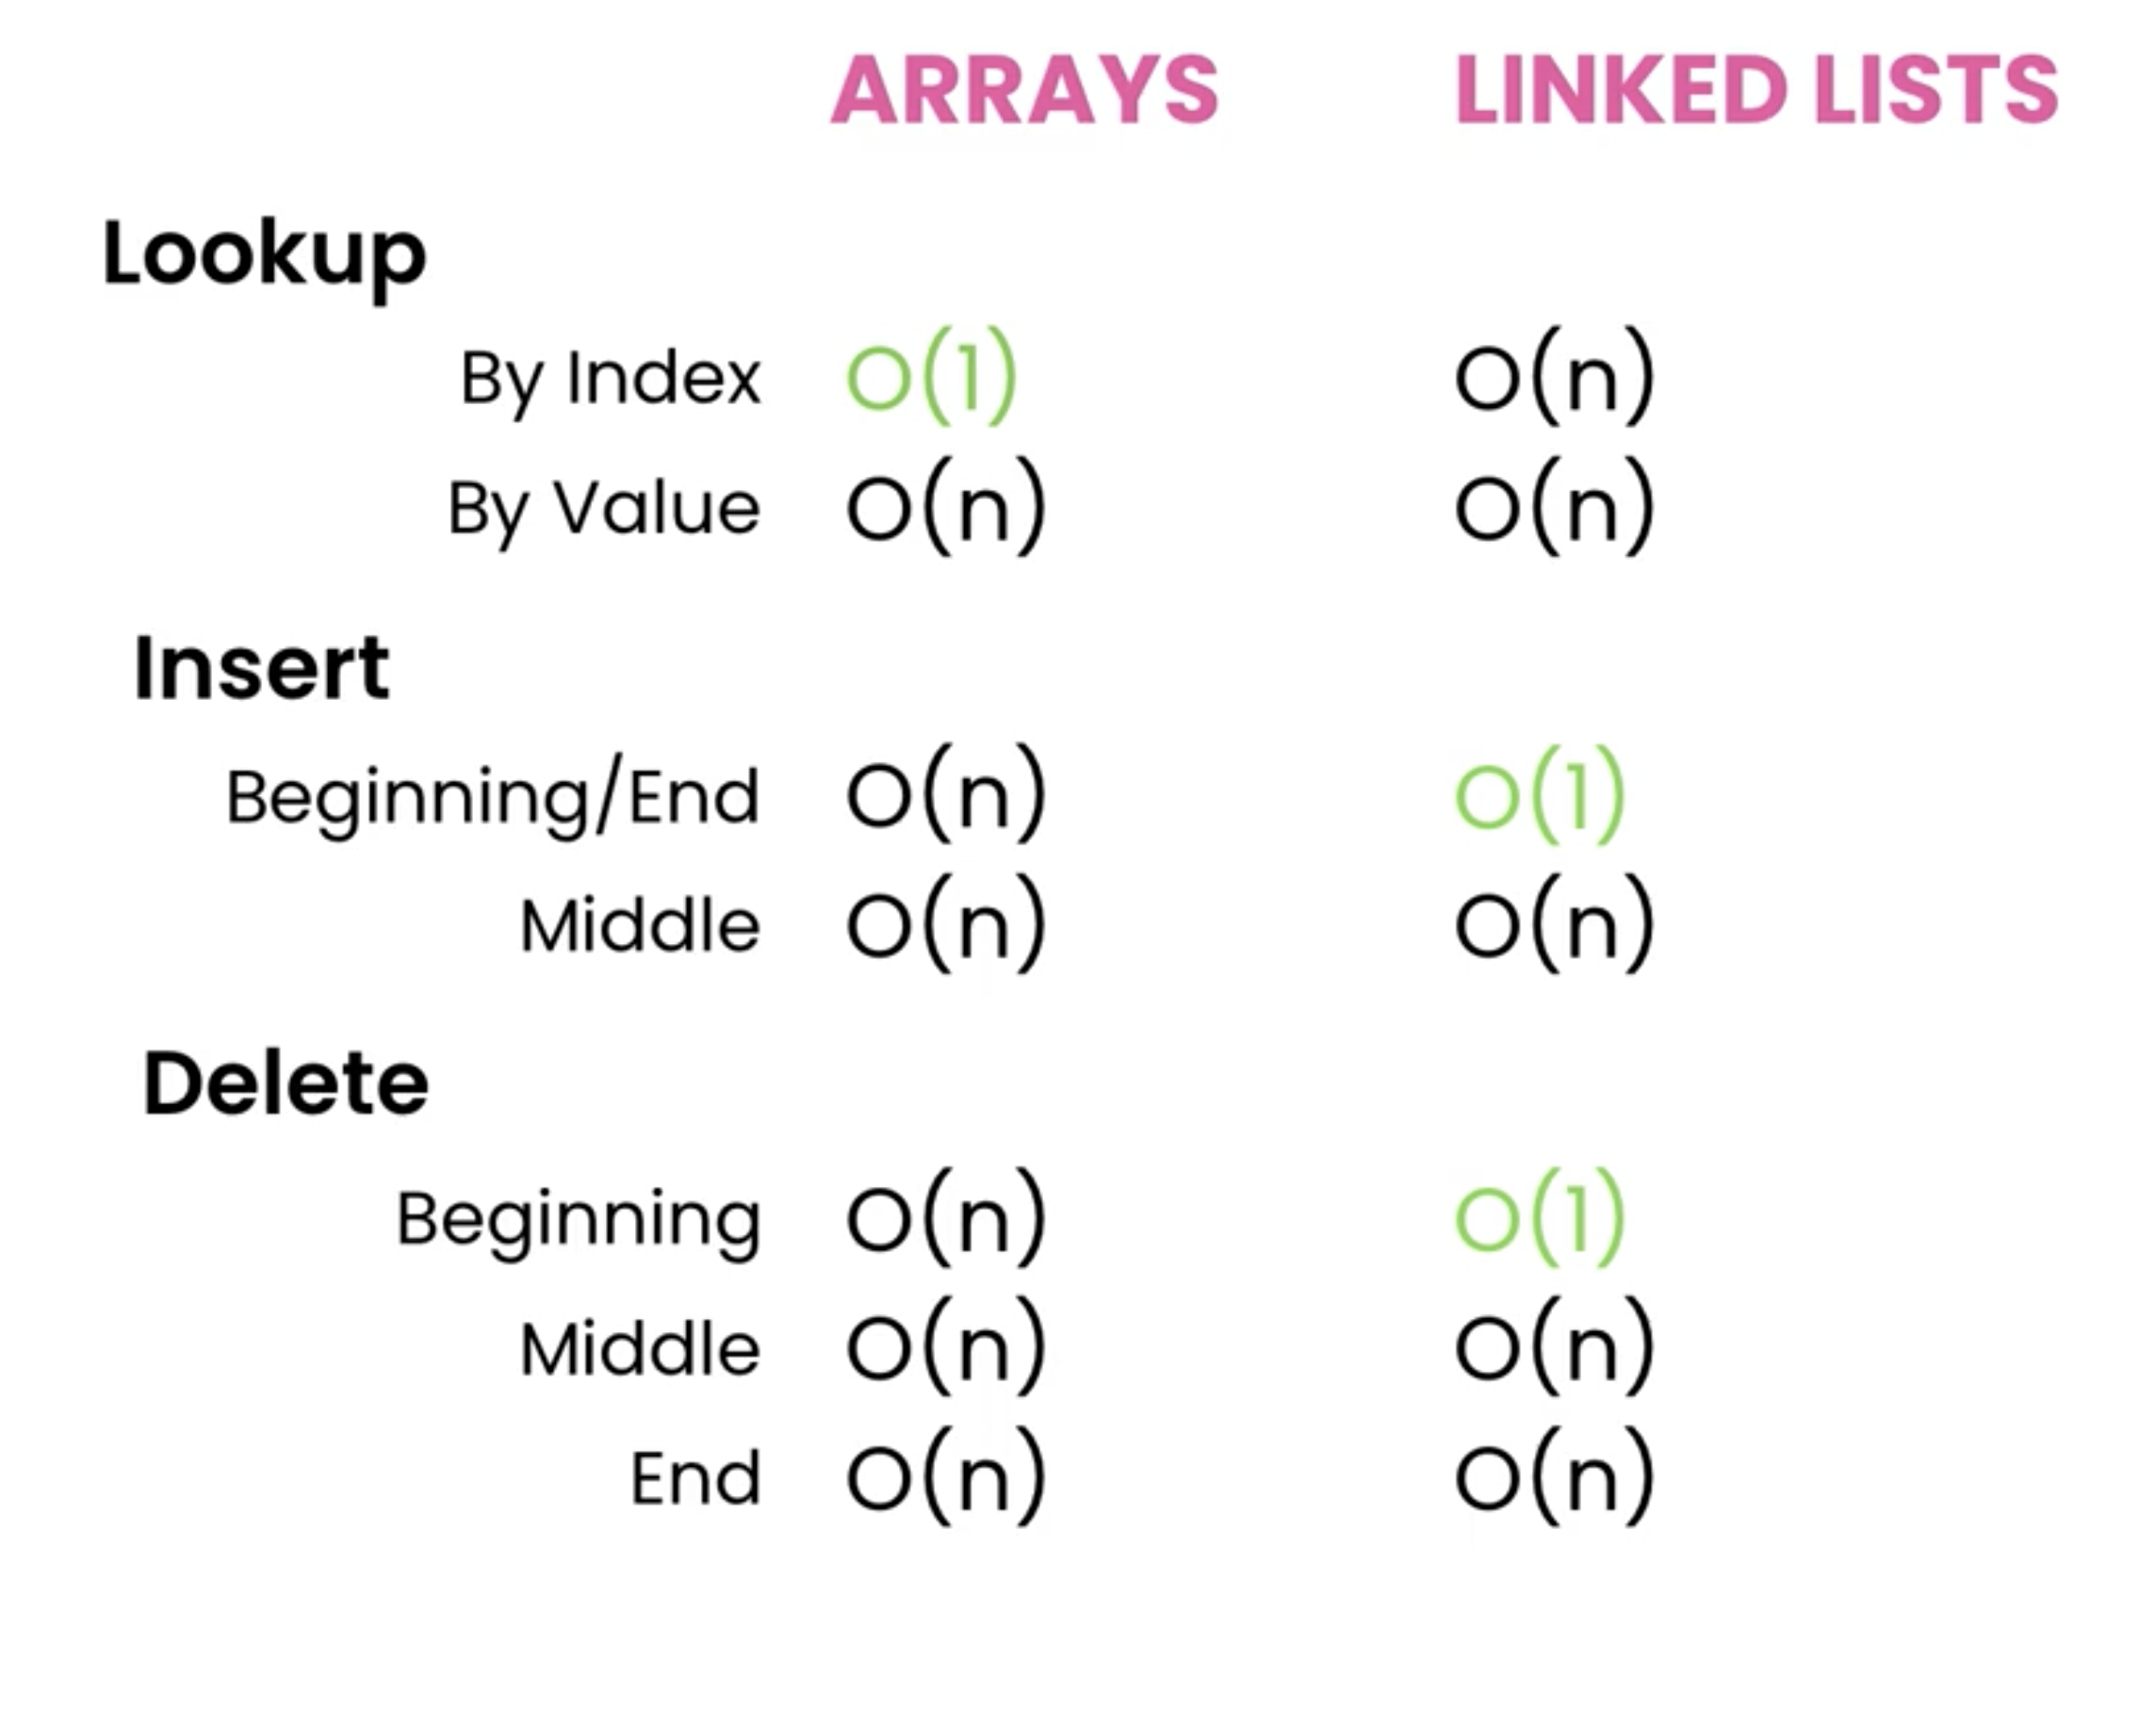 ARRAYS LINKED LISTS
Lookup
By Index O(1) O(n)
By Value O(n) O(n)
Insert
Beginning/End O(n) O(1)
Middle O(n) O(n)
Delete
Beginning O(n) O(1)
Middle O(n) O(n)
End O(n) O(n)